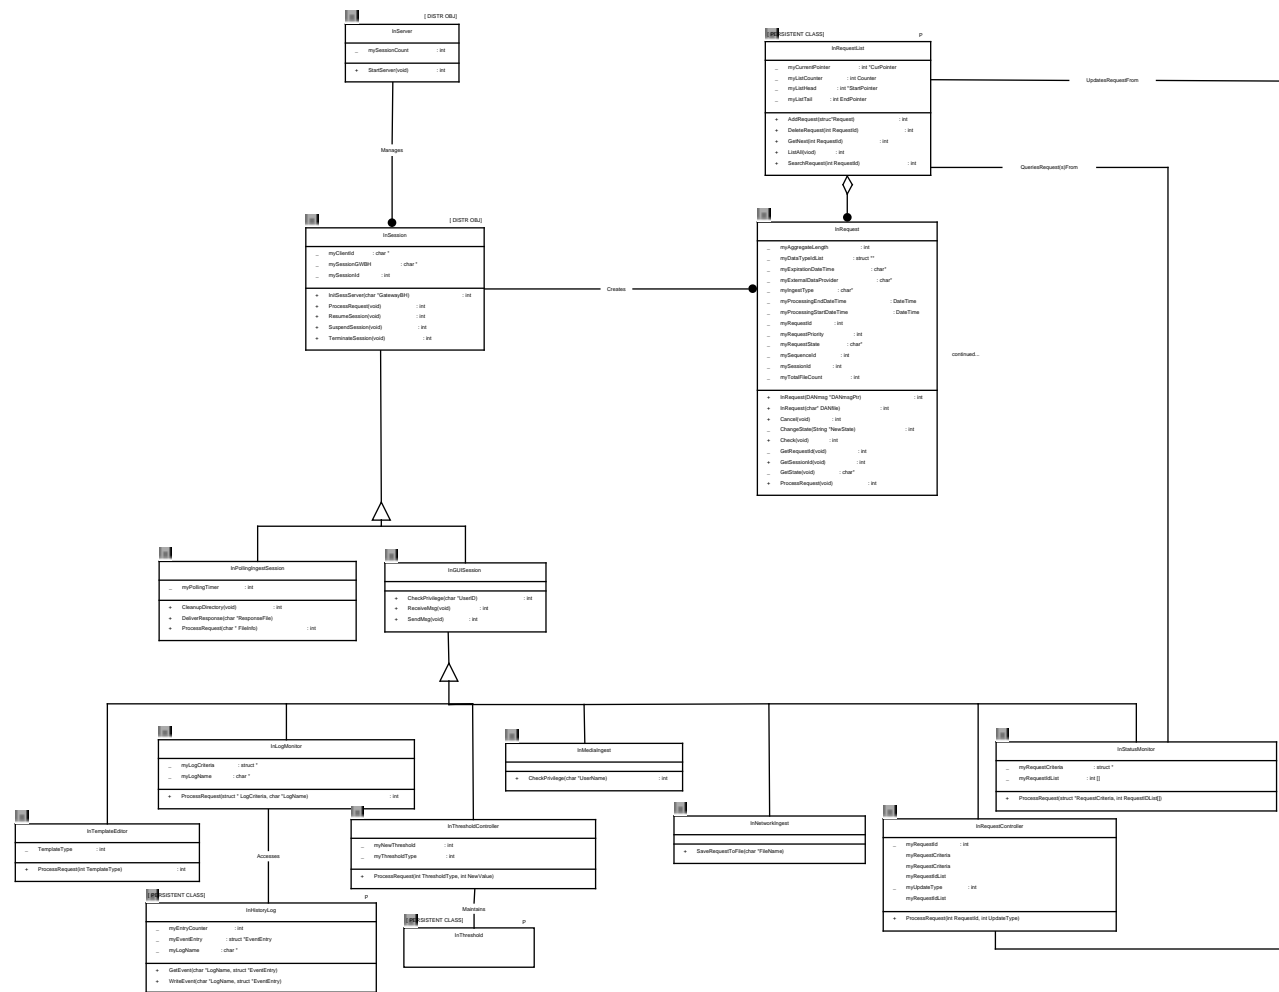 [ DISTR OBJ]
InServer
_ mySessionCount : int
+ StartServer(void) : int
Manages
[ DISTR OBJ]
InSession
_ myClientId : char *
_ mySessionGWBH : char *
_ mySessionId : int
+ InitSessServer(char *GatewayBH) : int
+ ProcessRequest(void) : int
+ ResumeSession(void) : int
+ SuspendSession(void) : int
+ TerminateSession(void) : int
Creates
[ PERSISTENT CLASS] P
InRequestList
_ myCurrentPointer : int *CurPointer
_ myListCounter : int Counter
_ myListHead : int *StartPointer
_ myListTail : int EndPointer
+ AddRequest(struc*Request) : int
+ DeleteRequest(int RequestId) : int
+ GetNext(int RequestId) : int
+ ListAll(viod) : int
+ SearchRequest(int RequestId) : int
UpdatesRequestFrom
QueriesRequest(s)From
InRequest
_ myAggregateLength : int
_ myDataTypeIdList : struct **
_ myExpirationDateTime : char*
_ myExternalDataProvider : char*
_ myIngestType : char*
_ myProcessingEndDateTime : DateTime
_ myProcessingStartDateTime : DateTime
_ myRequestId : int
_ myRequestPriority : int
_ myRequestState : char*
_ mySequenceId : int
_ mySessionId : int
_ myTotalFileCount : int
+ InRequest(DANmsg *DANmsgPtr) : int
+ InRequest(char* DANfile) : int
+ Cancel(void) : int
_ ChangeState(String *NewState) : int
+ Check(void) : int
_ GetRequestId(void) : int
+ GetSessionId(void) : int
_ GetState(void) : char*
+ ProcessRequest(void) : int
continued...
InPollingIngestSession
_ myPollingTimer : int
+ CleanupDirectory(void) : int
+ DeliverResponse(char *ResponseFile)
+ ProcessRequest(char * FileInfo) : int
InGUISession
+ CheckPrivilege(char *UserID) : int
+ ReceiveMsg(void) : int
+ SendMsg(void) : int
InLogMonitor
_ myLogCriteria : struct *
_ myLogName : char *
+ ProcessRequest(struct * LogCriteria, char *LogName) : int
InMediaIngest
+ CheckPrivilege(char *UserName) : int
InStatusMonitor
_ myRequestCriteria : struct *
_ myRequestIdList : int []
+ ProcessRequest(struct *RequestCriteria, int RequestIDList[])
InTemplateEditor
_ TemplateType : int
+ ProcessRequest(int TemplateType) : int
Accesses
InThresholdController
_ myNewThreshold : int
_ myThresholdType : int
+ ProcessRequest(int ThresholdType, int NewValue)
Maintains
InNetworkIngest
+ SaveRequestToFile(char *FileName)
InRequestController
_ myRequestId : int
myRequestCriteria
myRequestCriteria
myRequestIdList
_ myUpdateType : int
myRequestIdList
+ ProcessRequest(int RequestId, int UpdateType)
[ PERSISTENT CLASS] P
InHistoryLog
_ myEntryCounter : int
_ myEventEntry : struct *EventEntry
_ myLogName : char *
+ GetEvent(char *LogName, struct *EventEntry)
+ WriteEvent(char *LogName, struct *EventEntry)
[ PERSISTENT CLASS] P
InThreshold